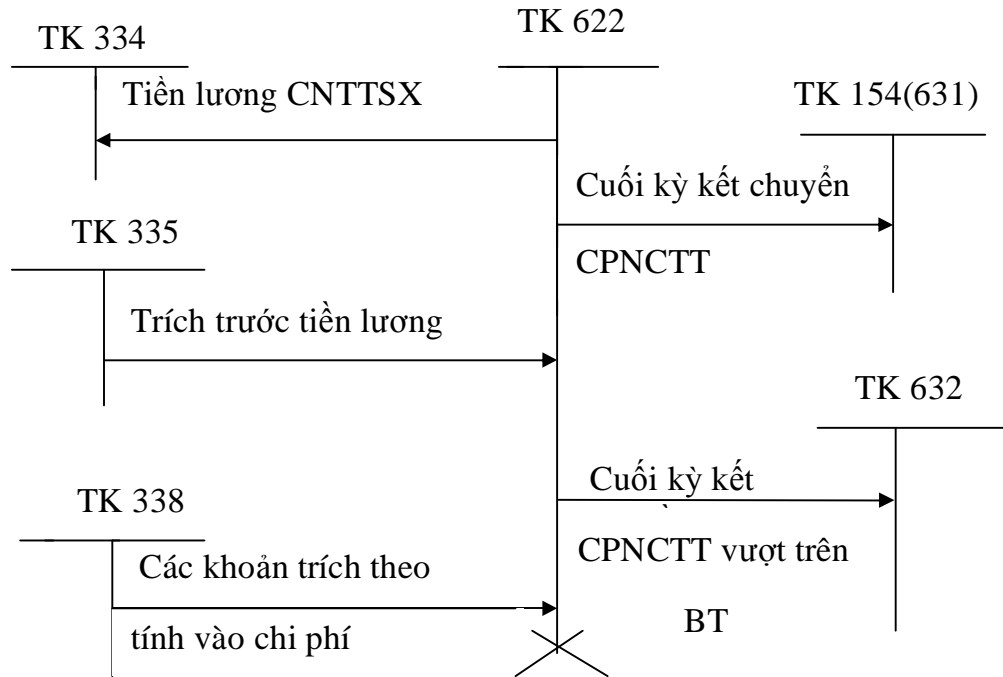 TK 334
TK 622
Tiền lương CNTTSX
TK 154(631)
Cuối kỳ kết chuyển
CPNCTT
TK 335
Trích trước tiền lương
TK 632
Cuối kỳ kết
CPNCTT vượt trên
BT
TK 338
Các khoản trích theo
tính vào chi phí